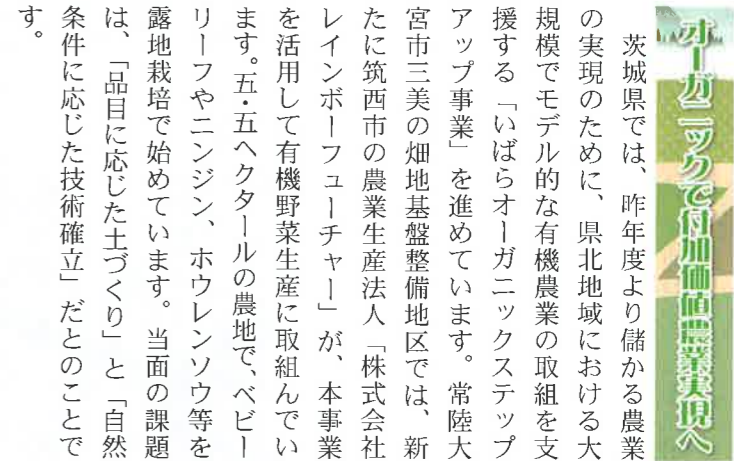 オーガニックで付加価値農業実現へ
茨城県では、昨年度より儲かる農業
の実現のために、県北地域における大
規模でモデル的な有機農業の取組を支
援する「いばらオーガニックステップ
アップ事業」を進めています。常陸大
宮市三美の畑地基盤整備地区では、新
たに筑西市の農業生産法人「株式会社
レインボーフューチャー」が、本事業
を活用して有機野菜生産に取組んでい
ます。五・五ヘクタールの農地で、ベビー
リーフやニンジン、ホウレンソウ等を
露地栽培で始めています。当面の課題
は、「品目に応じた土づくり」と「自然
条件に応じた技術確立」だとのことで
す。